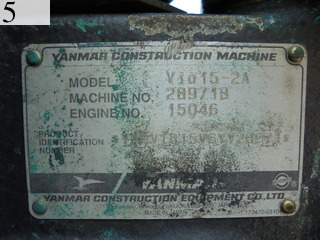 5
YANMAR CONSTRUCTION MACHINE
MODEL ViO15-2A
MACHINE NO. 20971B
ENGINE NO. 15046
PRODUCT
IDENTIFICATION
NUMBER
YANMAR
YANMAR CONSTRUCTION EQUIPMENT CO.,LTD.